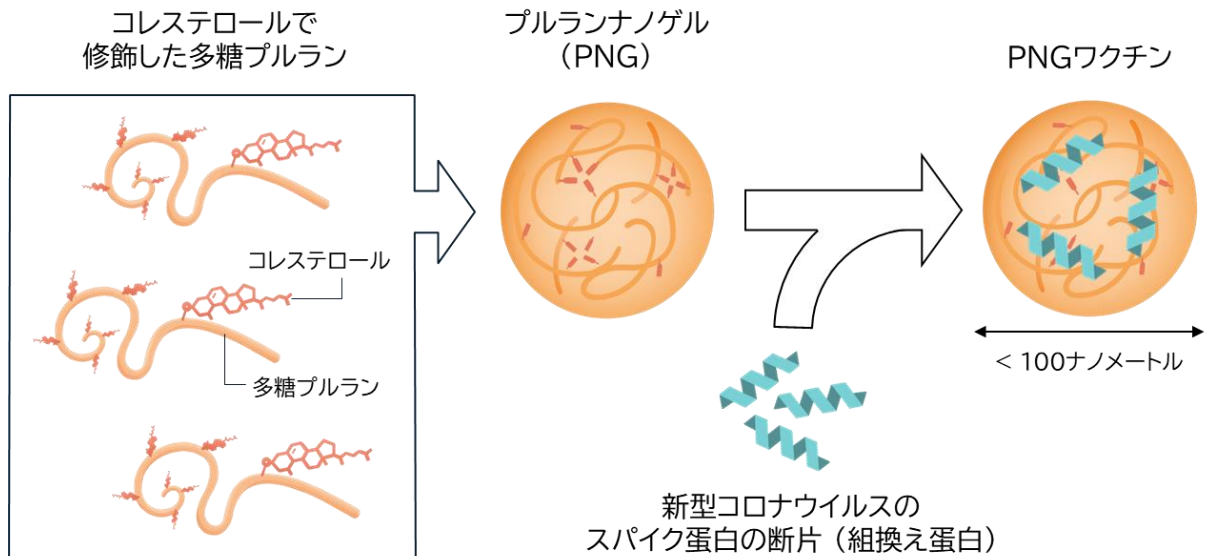 コレステロールで
修飾した多糖プルラン
プルランナノゲル
（PNG）
PNGワクチン
コレステロール
多糖プルラン
< 100ナノメートル
新型コロナウイルスの
スパイク蛋白の断片（組換え蛋白）